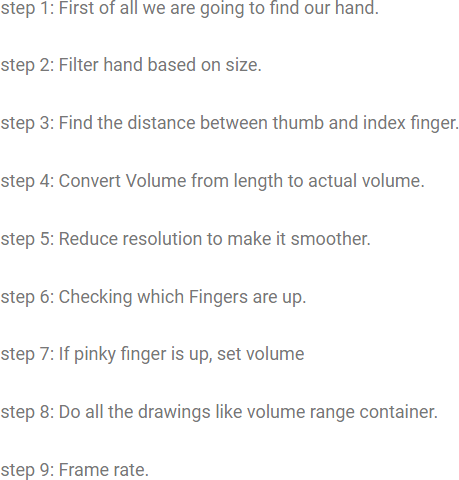 step 1: First of all we are going to find our hand.
step 2: Filter hand based on size.
step 3: Find the distance between thumb and index finger.
step 4: Convert Volume from length to actual volume.
step 5: Reduce resolution to make it smoother.
step 6: Checking which Fingers are up.
step 7: If pinky finger is up, set volume
step 8: Do all the drawings like volume range container.
step 9: Frame rate.